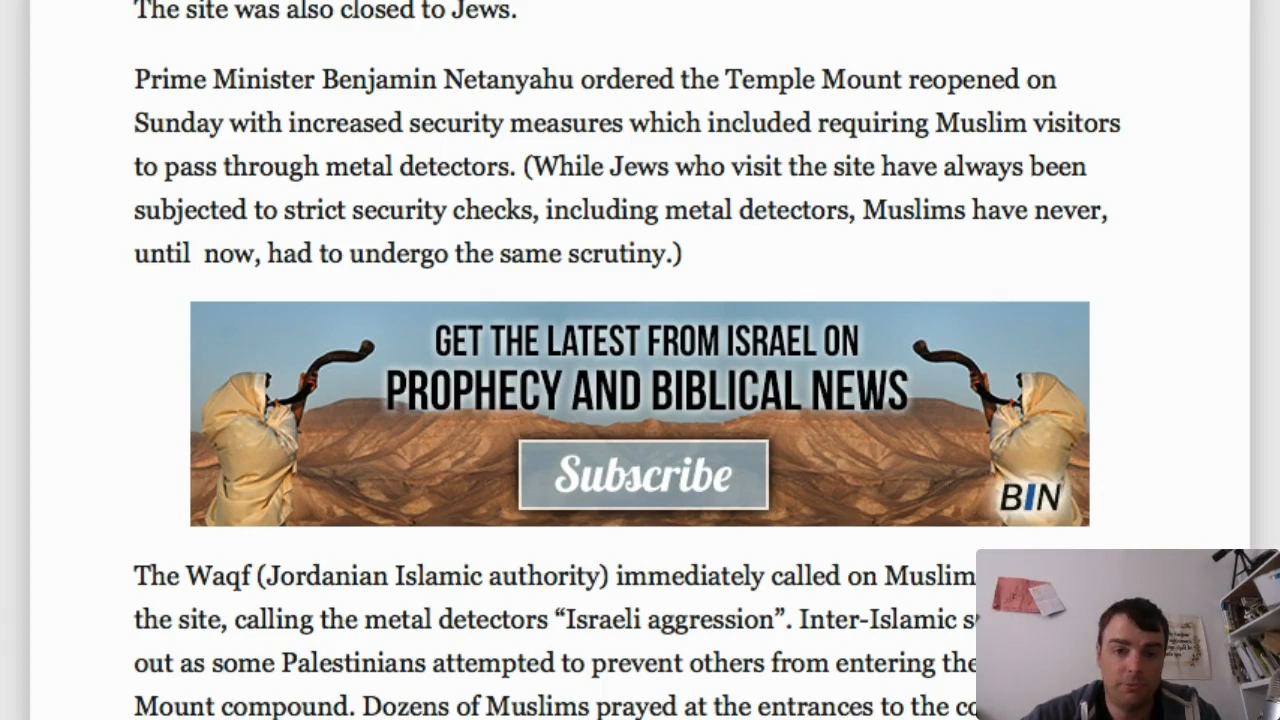 The site was also closed to Jews.
Prime Minister Benjamin Netanyahu ordered the Temple Mount reopened on
Sunday with increased security measures which included requiring Muslim visitors
to pass through metal detectors. (While Jews who visit the site have always been
subjected to strict security checks, including metal detectors, Muslims have never,
until now, had to undergo the same scrutiny.)
GET THE LATEST FROM ISRAEL ON
PROPHECY AND BIBLICAL NEWS
Subscribe
BIN
The Waqf (Jordanian Islamic authority) immediately called on Muslim
the site, calling the metal detectors “Israeli aggression”. Inter-Islamic
out as some Palestinians attempted to prevent others from entering the
Mount compound. Dozens of Muslims prayed at the entrances to the